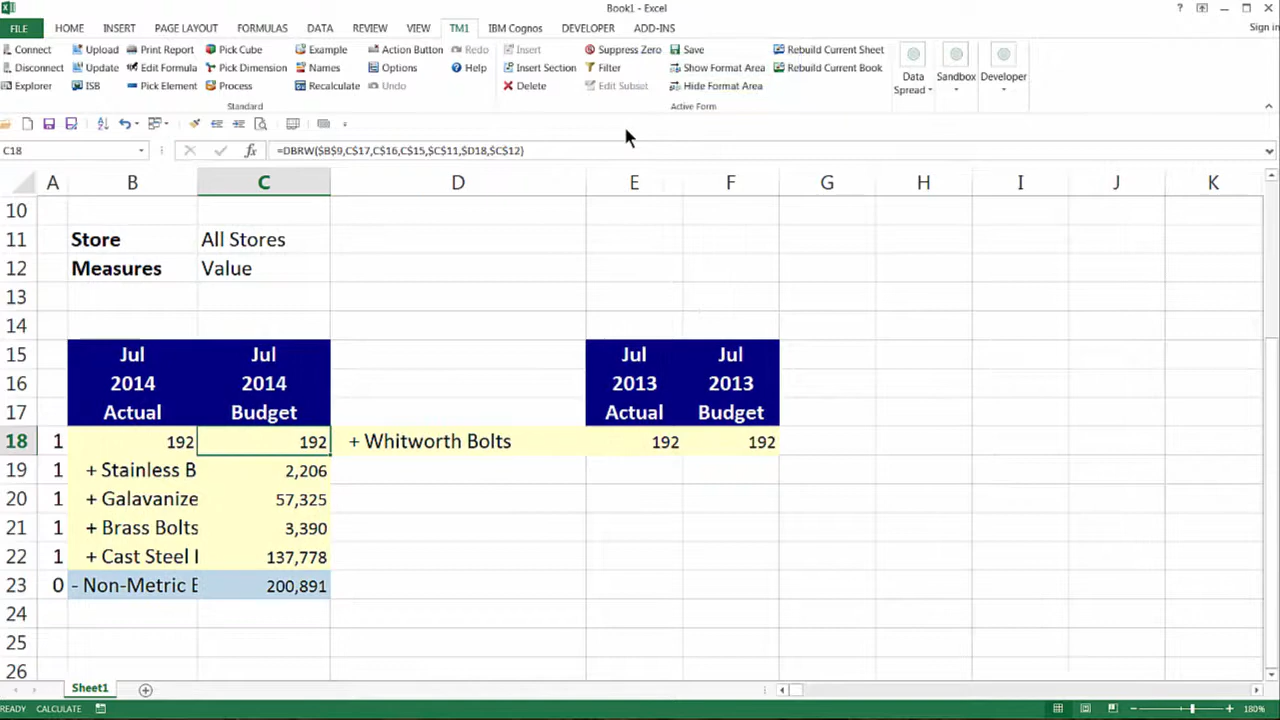 Book1 - Excel
FILE HOME INSERT PAGE LAYOUT FORMULAS DATA REVIEW VIEW TM1 IBM Cognos DEVELOPER ADD-INS Sign in
Connect Upload Print Report Pick Cube Example Action Button Redo Insert Suppress Zero Save Rebuild Current Sheet
Disconnect Update Edit Formula Pick Dimension Names Options Help Insert Section Filter Show Format Area Rebuild Current Book
Explorer ISB Pick Element Process Recalculate Undo Delete Edit Subset Hide Format Area
Data Spread Sandbox Developer
Standard Active Form
C18 fx =DBRW($B$9,C$17,C$16,C$15,$C$11,$D18,$C$12)
A B C D E F G H I J K
10
11 Store All Stores
12 Measures Value
13
14
15 Jul Jul Jul Jul
16 2014 2014 2013 2013
17 Actual Budget Actual Budget
18 1 192 192 + Whitworth Bolts 192 192
19 1 + Stainless B 2,206
20 1 + Galavanize 57,325
21 1 + Brass Bolts 3,390
22 1 + Cast Steel 137,778
23 0 - Non-Metric 200,891
24
25
26
Sheet1
READY CALCULATE 180%